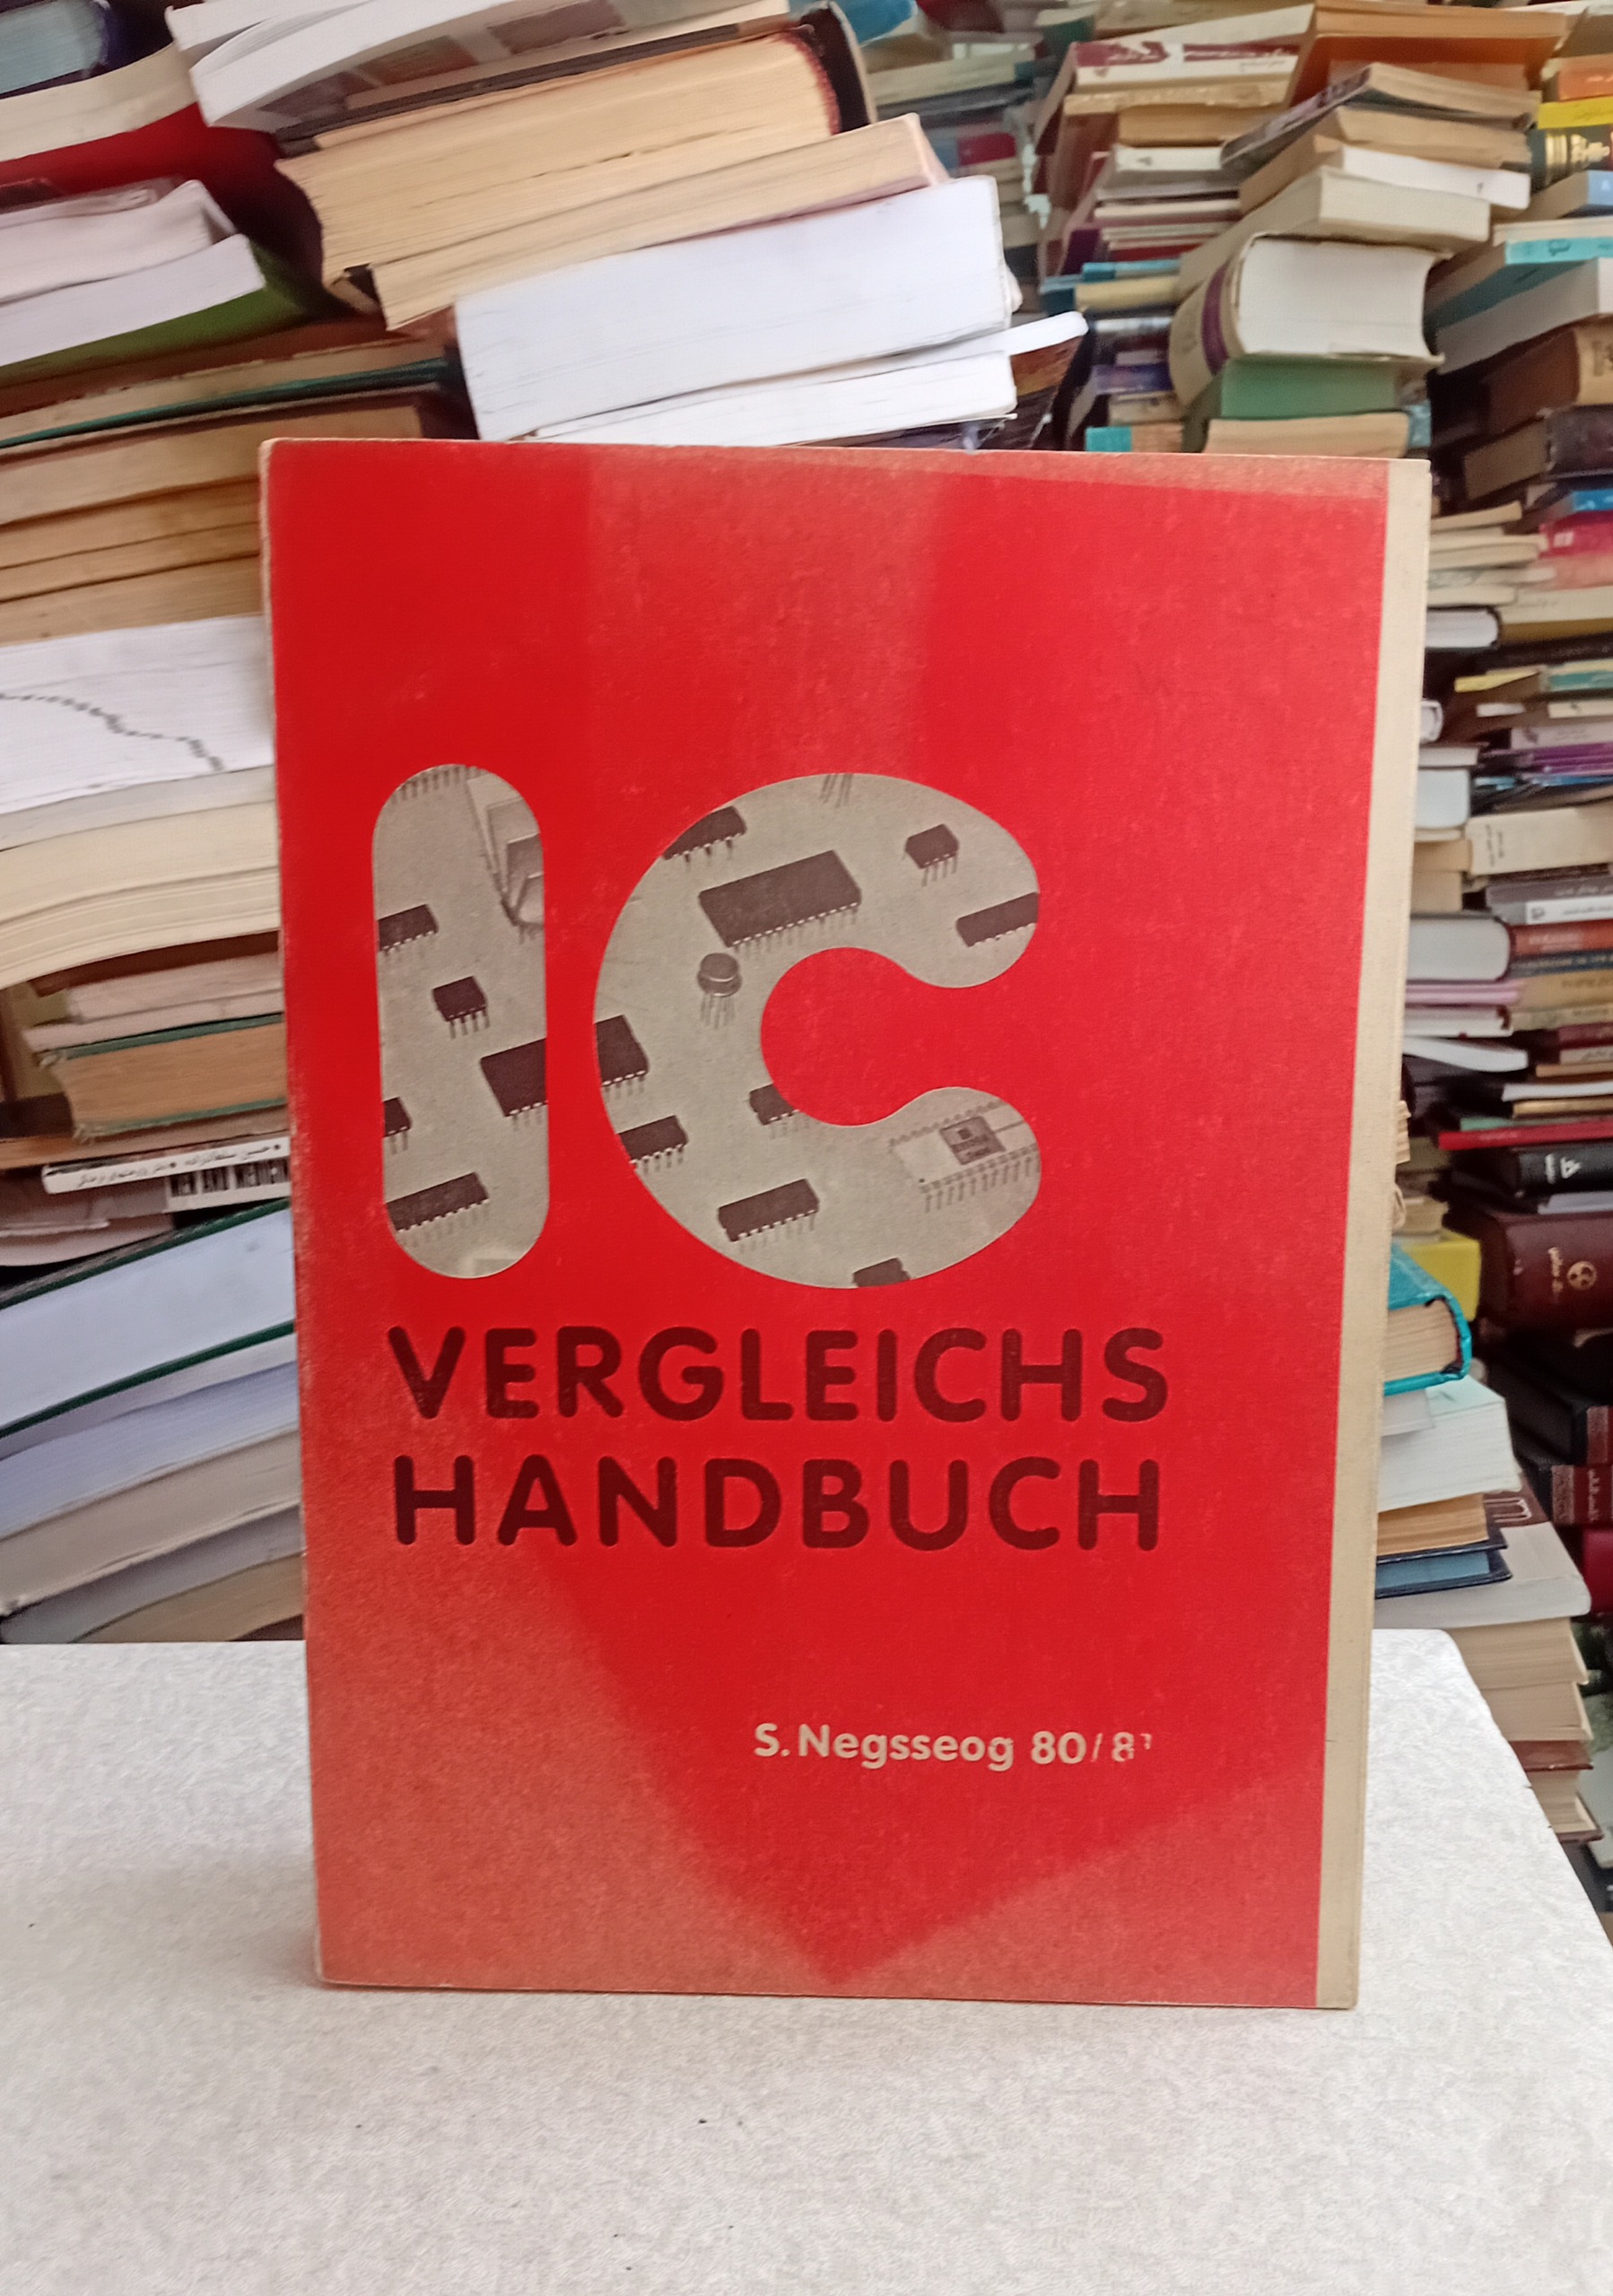 IC
VERGLEICHS
HANDBUCH
S. Negsseog 80/81